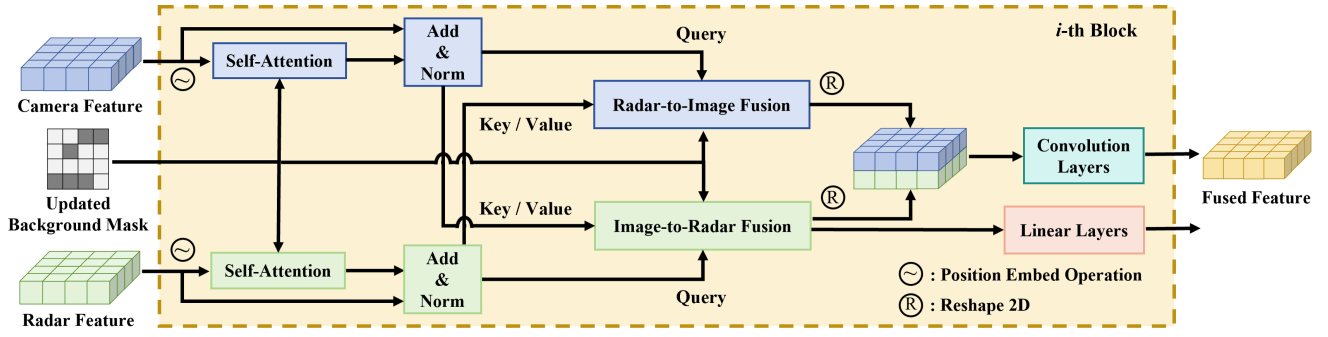 i-th Block
Add
&
Norm
Query
Self-Attention
~
Camera Feature
Radar-to-Image Fusion
R
Key / Value
Convolution
Layers
Updated
Background Mask
Fused Feature
R
Key / Value
Image-to-Radar Fusion
Linear Layers
~
Self-Attention
Add
&
Norm
Query
Radar Feature
~ : Position Embed Operation
R : Reshape 2D